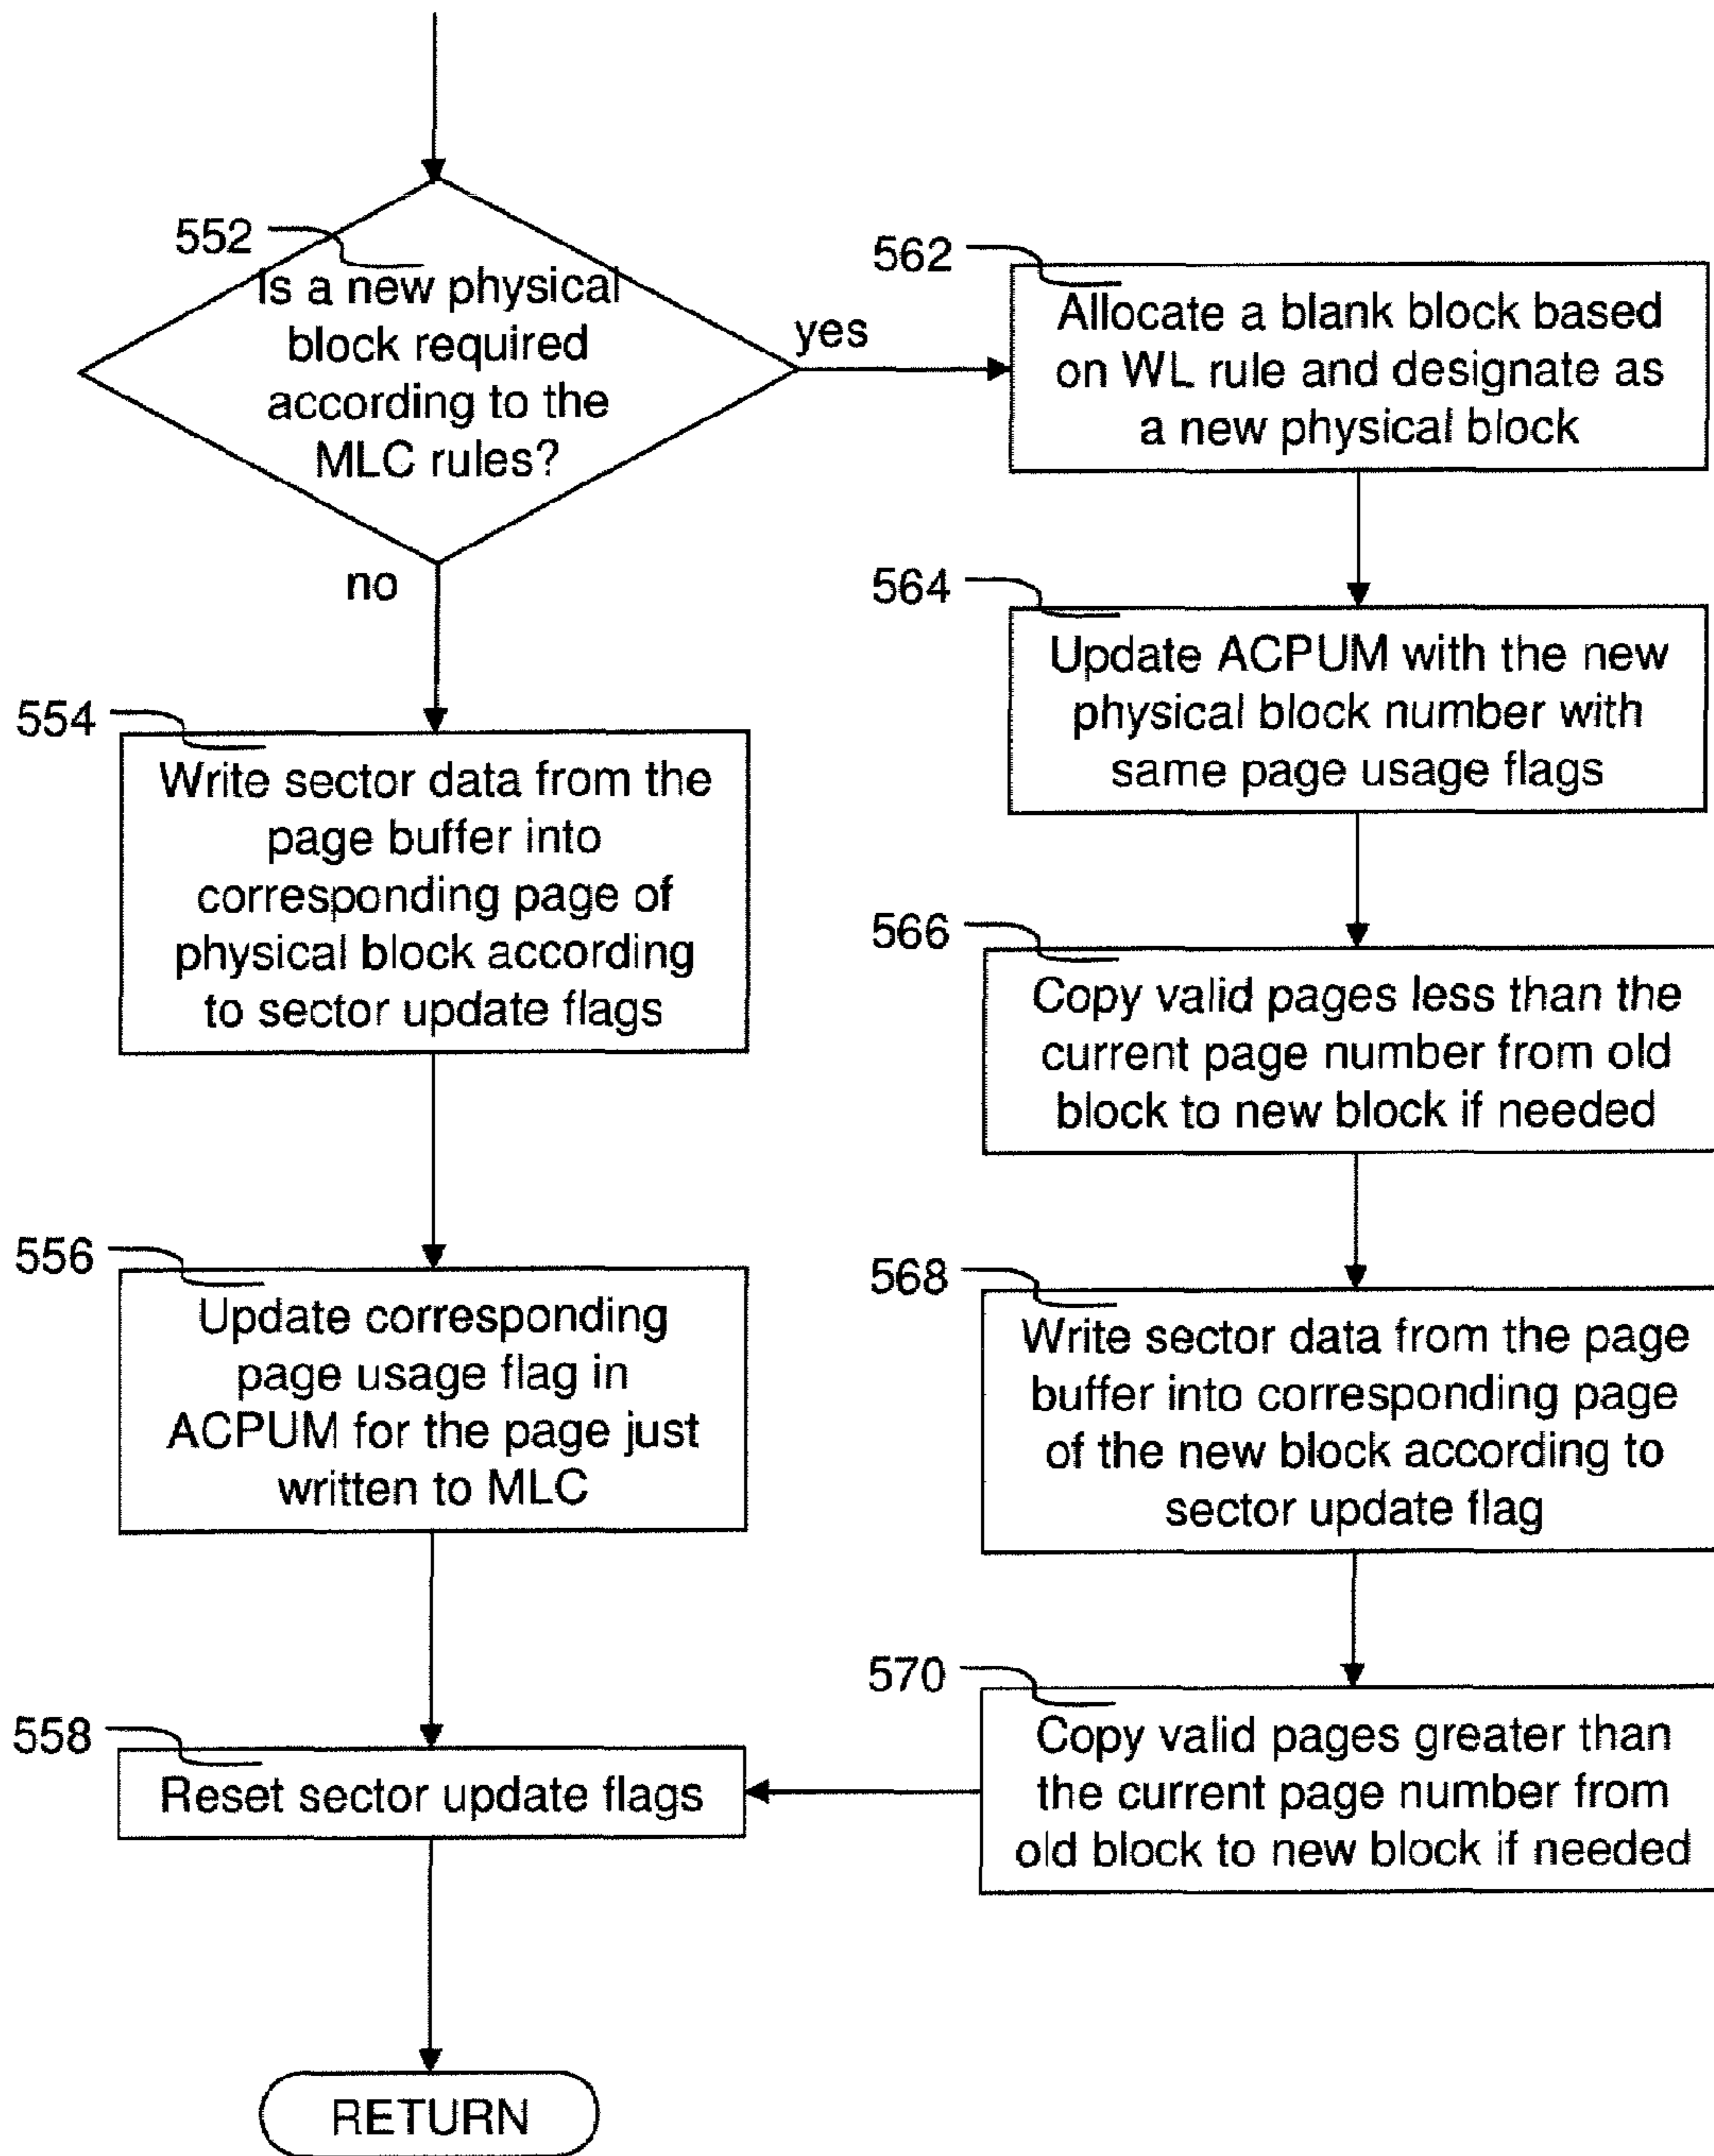 552
Is a new physical
block required
according to the
MLC rules?
yes
no
562
Allocate a blank block based
on WL rule and designate as
a new physical block
564
Update ACPUM with the new
physical block number with
same page usage flags
554
Write sector data from the
page buffer into
corresponding page of
physical block according
to sector update flags
566
Copy valid pages less than the
current page number from old
block to new block if needed
556
Update corresponding
page usage flag in
ACPUM for the page just
written to MLC
568
Write sector data from the page
buffer into corresponding page
of the new block according to
sector update flag
570
Copy valid pages greater than
the current page number from
old block to new block if needed
558
Reset sector update flags
RETURN